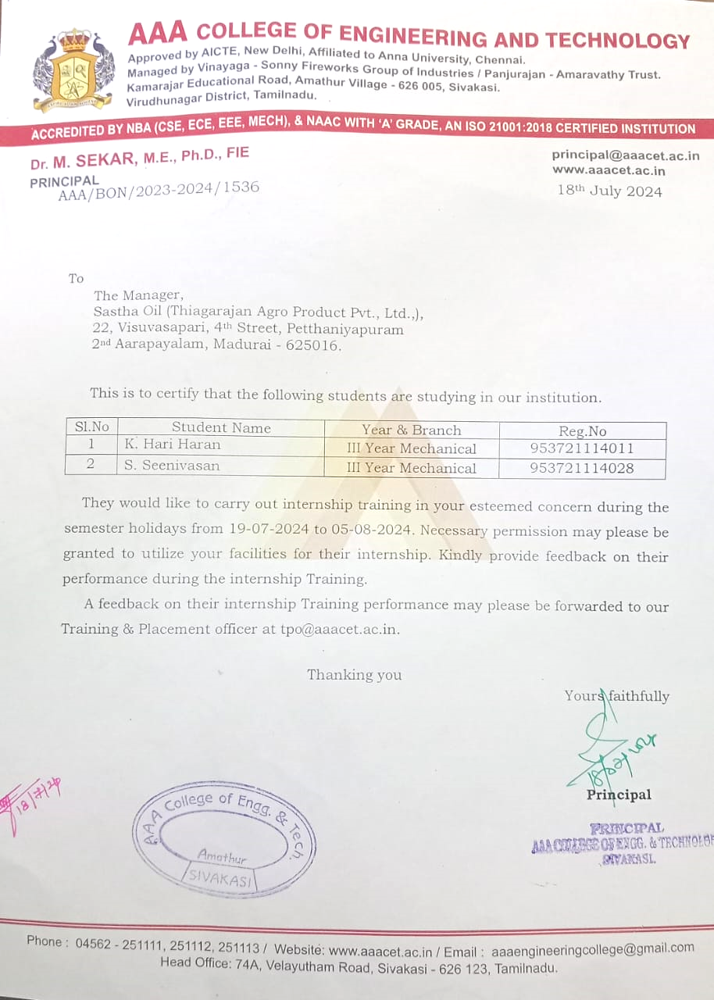 AAA COLLEGE OF ENGINEERING AND TECHNOLOGY
Approved by AICTE, New Delhi, Affiliated to Anna University, Chennai.
Managed by Vinayaga - Sonny Fireworks Group of Industries / Panjurajan - Amaravathy Trust.
Kamarajar Educational Road, Amathur Village - 626 005, Sivakasi.
Virudhunagar District, Tamilnadu.
ACCREDITED BY NBA (CSE, ECE, EEE, MECH), & NAAC WITH ‘A’ GRADE, AN ISO 21001:2018 CERTIFIED INSTITUTION
Dr. M. SEKAR, M.E., Ph.D., FIE
PRINCIPAL
principal@aaacet.ac.in
www.aaacet.ac.in
AAA/BON/2023-2024/1536
18th July 2024
To
The Manager,
Sastha Oil (Thiagarajan Agro Product Pvt., Ltd.,),
22, Visuvasapari, 4th Street, Petthaniyapuram
2nd Aarapayalam, Madurai - 625016.
This is to certify that the following students are studying in our institution.
Sl.No Student Name Year & Branch Reg.No
1 K. Hari Haran III Year Mechanical 953721114011
2 S. Seenivasan III Year Mechanical 953721114028
They would like to carry out internship training in your esteemed concern during the
semester holidays from 19-07-2024 to 05-08-2024. Necessary permission may please be
granted to utilize your facilities for their internship. Kindly provide feedback on their
performance during the internship Training.
A feedback on their internship Training performance may please be forwarded to our
Training & Placement officer at tpo@aaacet.ac.in.
Thanking you
Yours faithfully
18/07/2024
Principal
18/7/24
AAA College of Engg. & Tech.
Amathur
SIVAKASI
PRINCIPAL
AAA COLLEGE OF ENGG. & TECHNOLOG
SIVAKASI.
Phone : 04562 - 251111, 251112, 251113 / Website: www.aaacet.ac.in / Email : aaaengineeringcollege@gmail.com
Head Office: 74A, Velayutham Road, Sivakasi - 626 123, Tamilnadu.